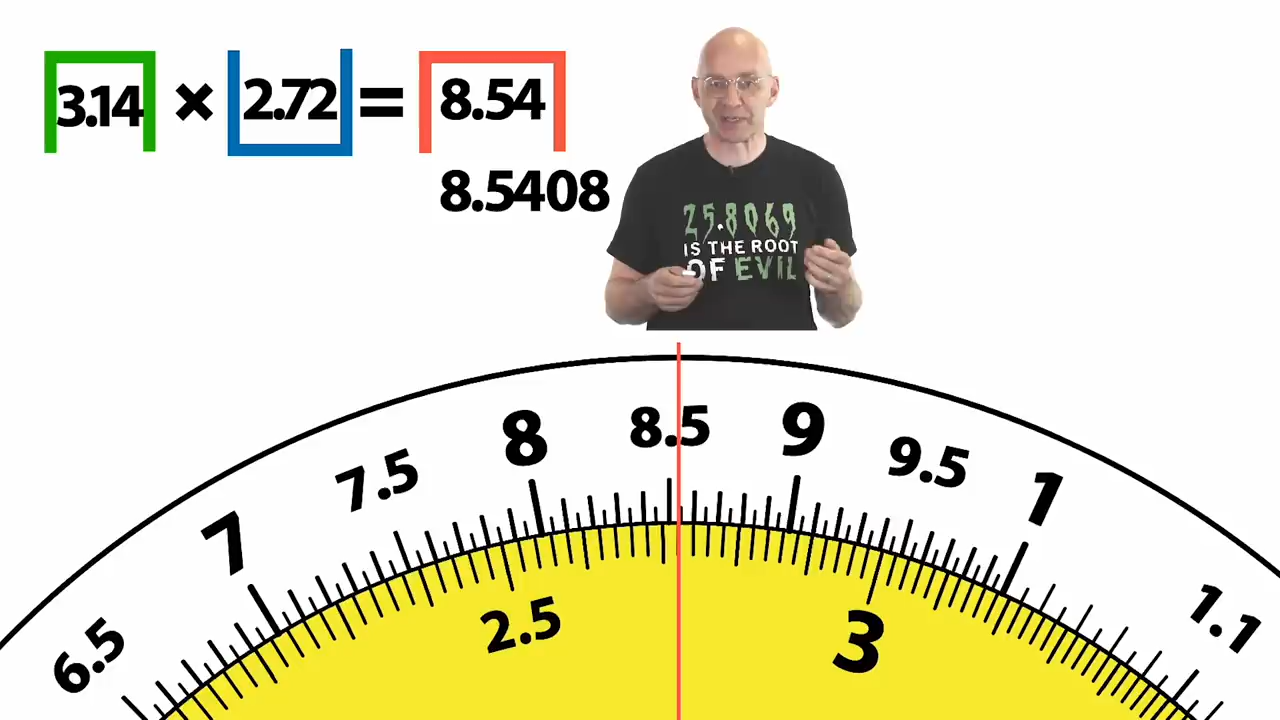 3.14 × 2.72 = 8.54
8.5408
25.8069
IS THE ROOT
OF EVIL
6.5 7 7.5 8 8.5 9 9.5 1 1.1
2.5 3